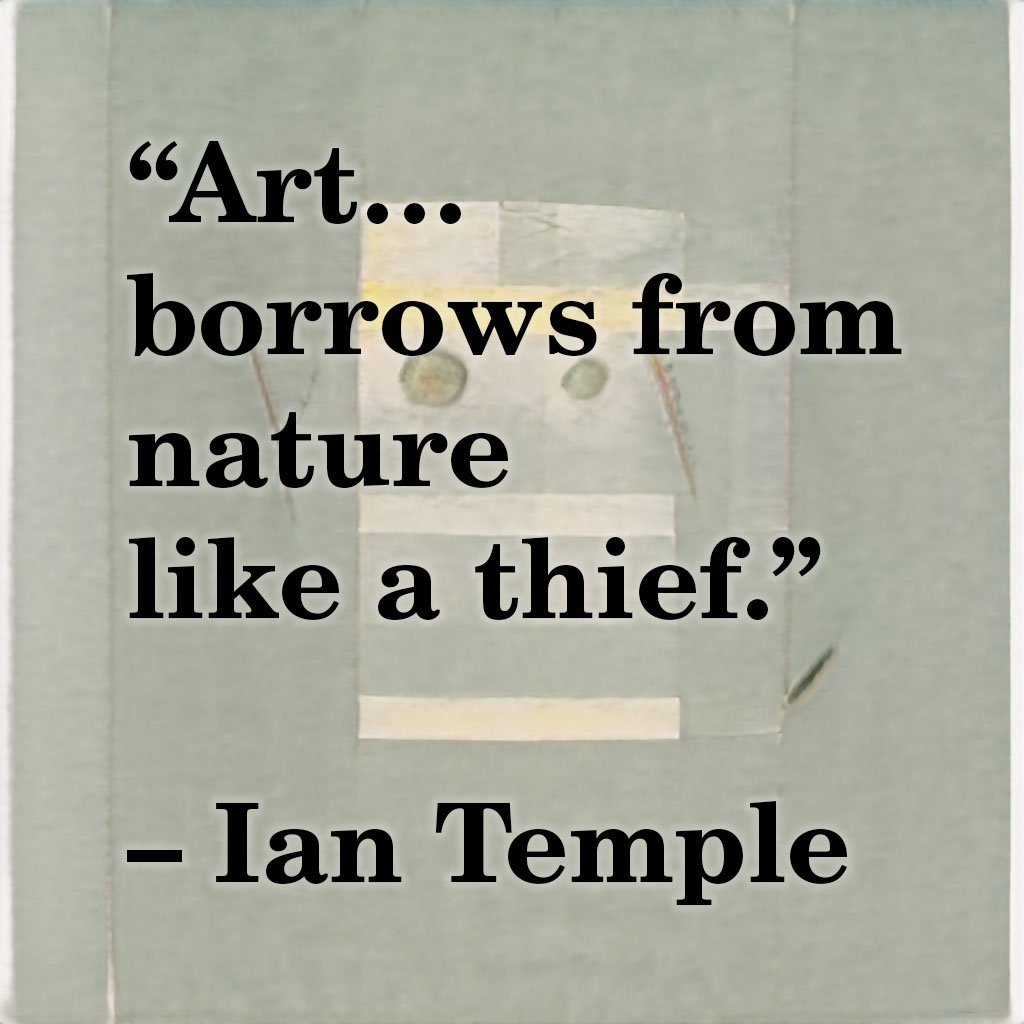 “Art...
borrows from
nature
like a thief.”
– Ian Temple